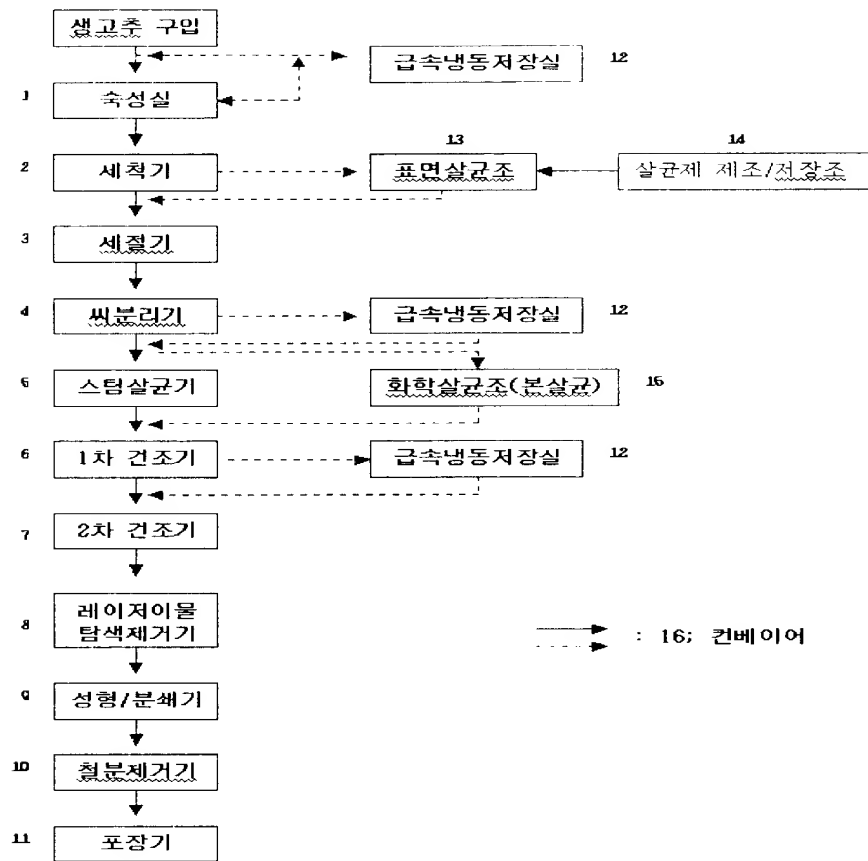 생고추 구입
급속냉동저장실 12
1 숙성실
13 14
2 세척기 표면살균조 살균제 제조/저장조
3 세절기
4 씨분리기 급속냉동저장실 12
5 스팀살균기 화학살균조(본살균) 15
6 1차 건조기 급속냉동저장실 12
7 2차 건조기
레이저이물
8 탐색제거기
: 16; 컨베이어
9 성형/분쇄기
10 철분제거기
11 포장기